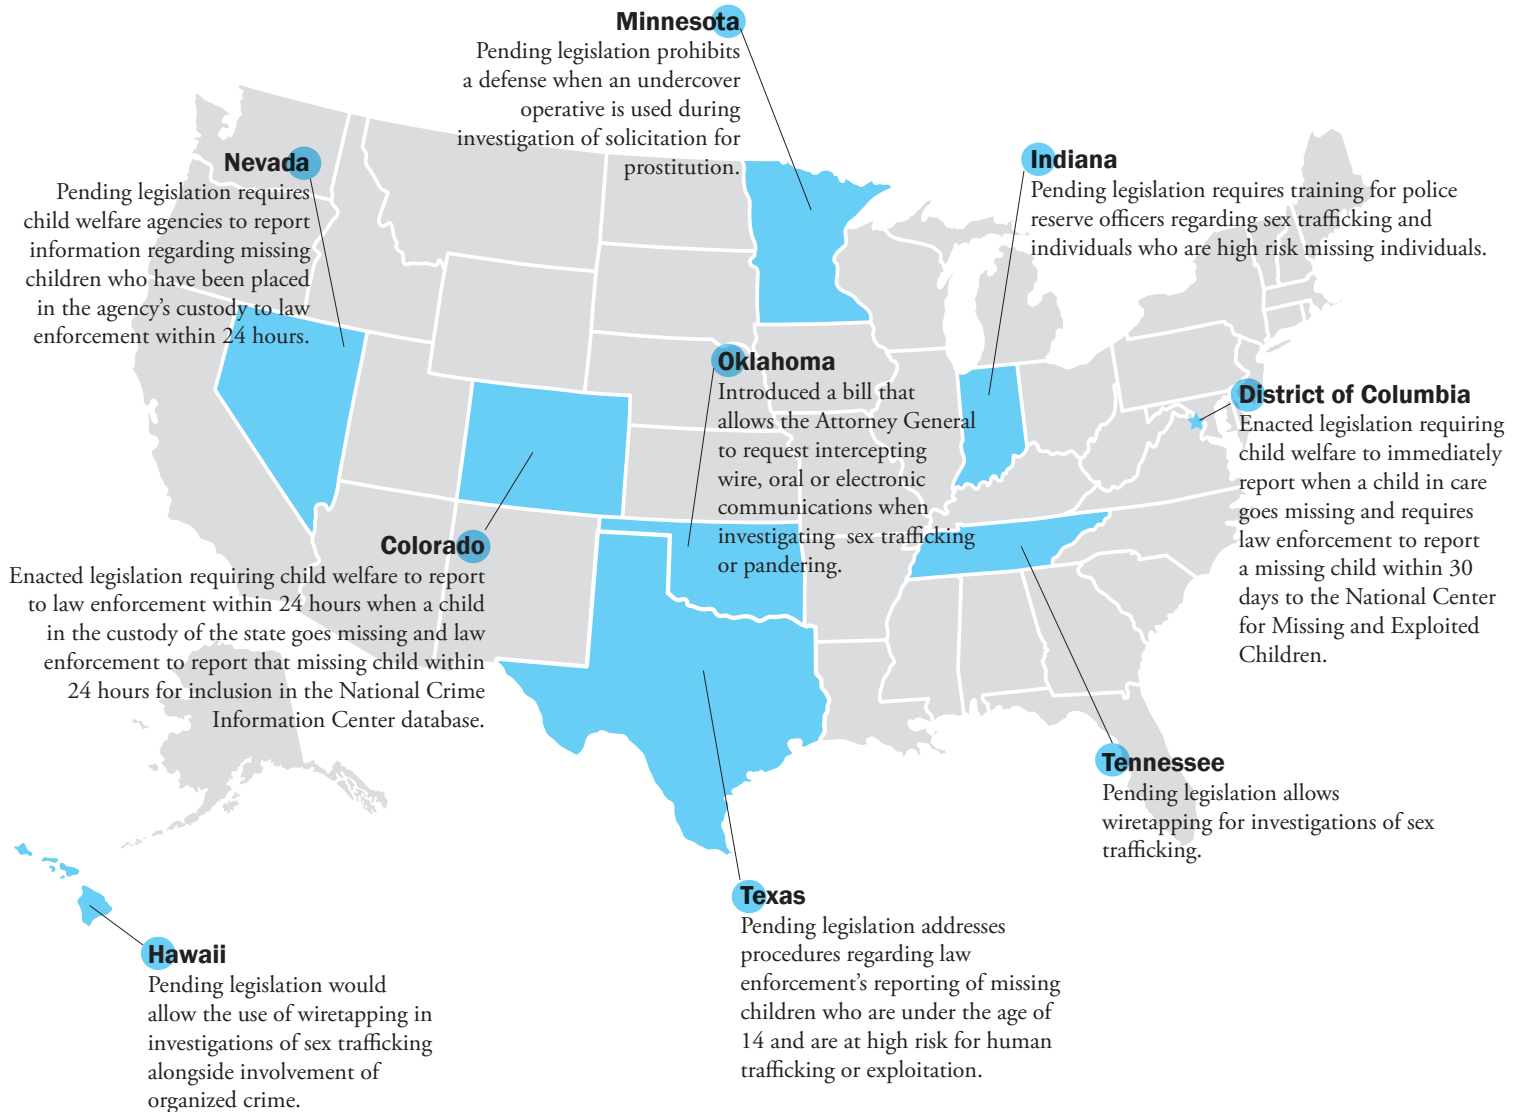 Minnesota
Pending legislation prohibits
a defense when an undercover
operative is used during
investigation of solicitation for
prostitution.
Nevada
Pending legislation requires
child welfare agencies to report
information regarding missing
children who have been placed
in the agency’s custody to law
enforcement within 24 hours.
Indiana
Pending legislation requires training for police
reserve officers regarding sex trafficking and
individuals who are high risk missing individuals.
Oklahoma
Introduced a bill that
allows the Attorney General
to request intercepting
wire, oral or electronic
communications when
investigating sex trafficking
or pandering.
District of Columbia
Enacted legislation requiring
child welfare to immediately
report when a child in care
goes missing and requires
law enforcement to report
a missing child within 30
days to the National Center
for Missing and Exploited
Children.
Colorado
Enacted legislation requiring child welfare to report
to law enforcement within 24 hours when a child
in the custody of the state goes missing and law
enforcement to report that missing child within
24 hours for inclusion in the National Crime
Information Center database.
Tennessee
Pending legislation allows
wiretapping for investigations of sex
trafficking.
Texas
Pending legislation addresses
procedures regarding law
enforcement’s reporting of missing
children who are under the age of
14 and are at high risk for human
trafficking or exploitation.
Hawaii
Pending legislation would
allow the use of wiretapping in
investigations of sex trafficking
alongside involvement of
organized crime.